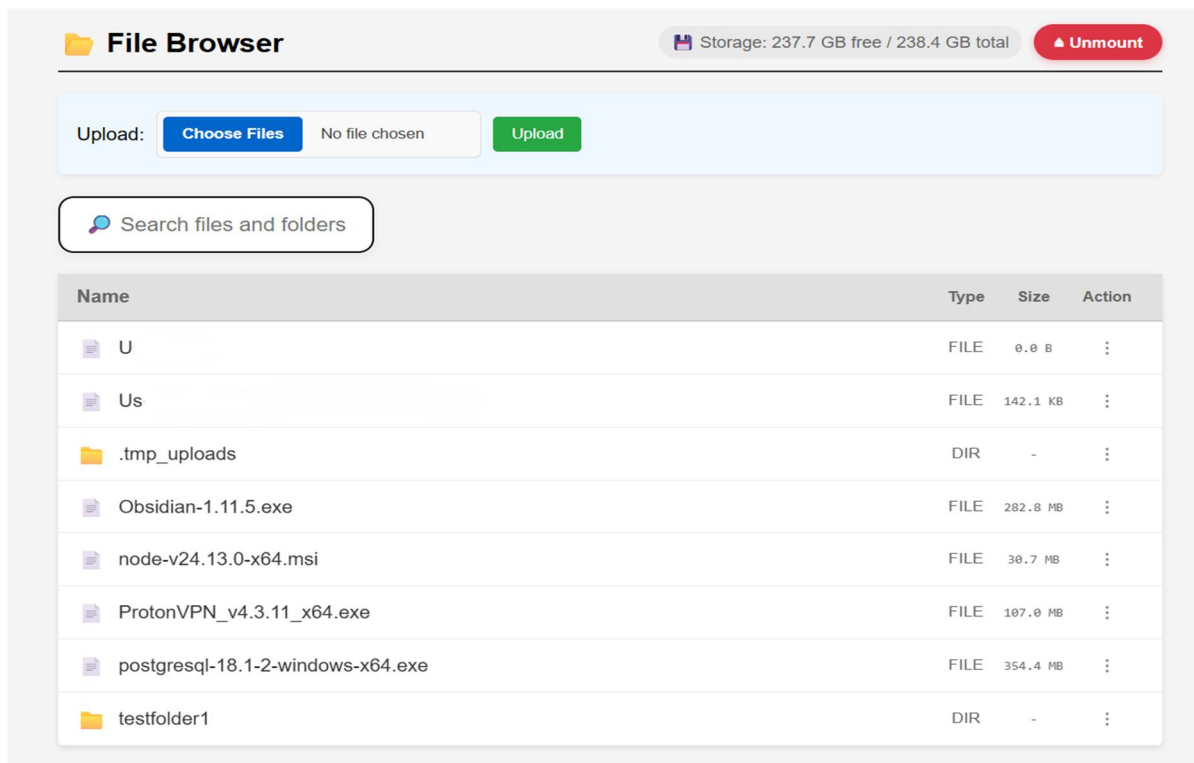 File Browser
Storage: 237.7 GB free / 238.4 GB total
Unmount
Upload: Choose Files No file chosen Upload
Search files and folders
Name Type Size Action
U FILE 0.0 B
Us FILE 142.1 KB
.tmp_uploads DIR -
Obsidian-1.11.5.exe FILE 282.8 MB
node-v24.13.0-x64.msi FILE 30.7 MB
ProtonVPN_v4.3.11_x64.exe FILE 107.0 MB
postgresql-18.1-2-windows-x64.exe FILE 354.4 MB
testfolder1 DIR -